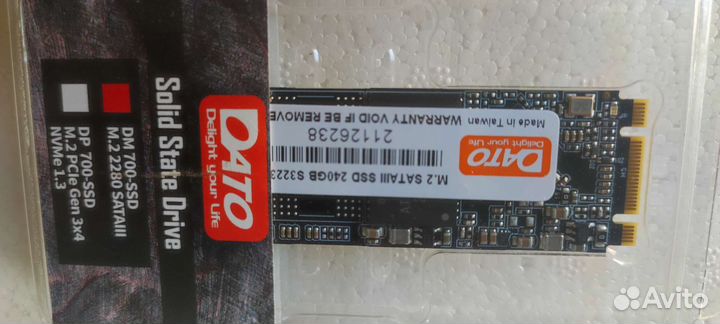 DATO
Delight your Life
Solid State Drive
DM 700-SSD
M.2 2280 SATAIII
DP 700-SSD
M.2 PCIe Gen 3x4
NVMe 1.3
DATO
Delight your Life
Made in Taiwan
WARRANTY VOID IF BE REMOVE
21126238
M.2 SATAIII SSD 240GB S3223
Avito